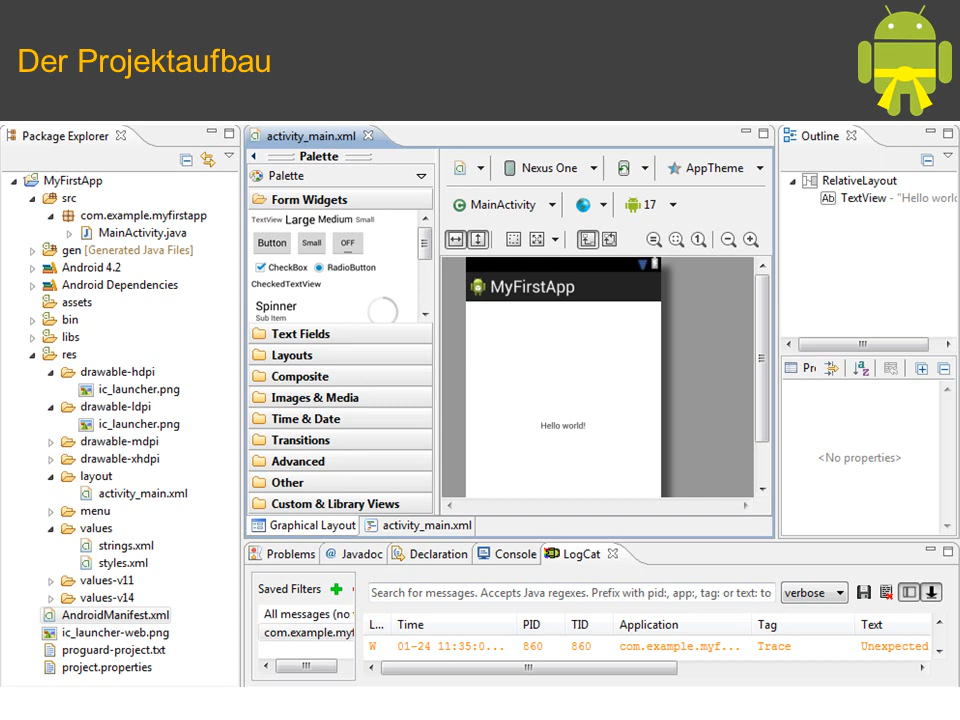 Der Projektaufbau
Package Explorer
MyFirstApp
src
com.example.myfirstapp
MainActivity.java
gen [Generated Java Files]
Android 4.2
Android Dependencies
assets
bin
libs
res
drawable-hdpi
ic_launcher.png
drawable-ldpi
ic_launcher.png
drawable-mdpi
drawable-xhdpi
layout
activity_main.xml
menu
values
strings.xml
styles.xml
values-v11
values-v14
AndroidManifest.xml
ic_launcher-web.png
proguard-project.txt
project.properties
activity_main.xml
Palette
Palette
Form Widgets
TextView Large Medium Small
Button Small OFF
CheckBox RadioButton
CheckedTextView
Spinner
Sub Item
Text Fields
Layouts
Composite
Images & Media
Time & Date
Transitions
Advanced
Other
Custom & Library Views
Graphical Layout activity_main.xml
Nexus One AppTheme
MainActivity 17
MyFirstApp
Hello world!
Outline
RelativeLayout
Ab TextView - "Hello world
Pr
<No properties>
Problems @ Javadoc Declaration Console LogCat
Saved Filters
All messages (no
com.example.myf
Search for messages. Accepts Java regexes. Prefix with pid:, app:, tag: or text: to verbose
L... Time PID TID Application Tag Text
W 01-24 11:35:0... 860 860 com.example.myf... Trace Unexpected